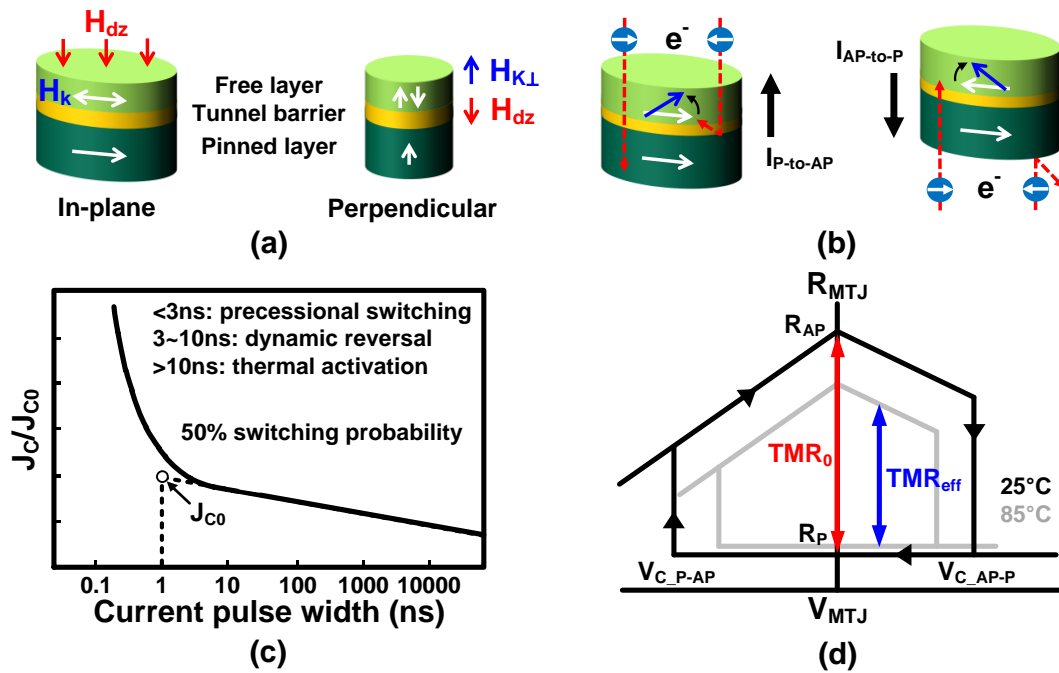 H_dz
H_k
In-plane
Free layer
Tunnel barrier
Pinned layer
H_K⊥
H_dz
Perpendicular
(a)
e-
I_P-to-AP
I_AP-to-P
e-
(b)
<3ns: precessional switching
3~10ns: dynamic reversal
>10ns: thermal activation
50% switching probability
J_C/J_C0
J_C0
0.1 1 10 100 1000 10000
Current pulse width (ns)
(c)
R_MTJ
R_AP
TMR_0
TMR_eff
25°C
85°C
R_P
V_C_P-AP
V_C_AP-P
V_MTJ
(d)